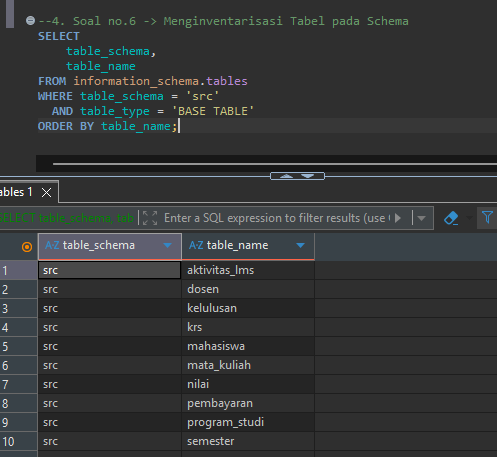 --4. Soal no.6 -> Menginventarisasi Tabel pada Schema
SELECT
table_schema,
table_name
FROM information_schema.tables
WHERE table_schema = 'src'
AND table_type = 'BASE TABLE'
ORDER BY table_name;
ables 1
SELECT table_schema, tab
Enter a SQL expression to filter results (use
table_schema table_name
1 src aktivitas_lms
2 src dosen
3 src kelulusan
4 src krs
5 src mahasiswa
6 src mata_kuliah
7 src nilai
8 src pembayaran
9 src program_studi
10 src semester